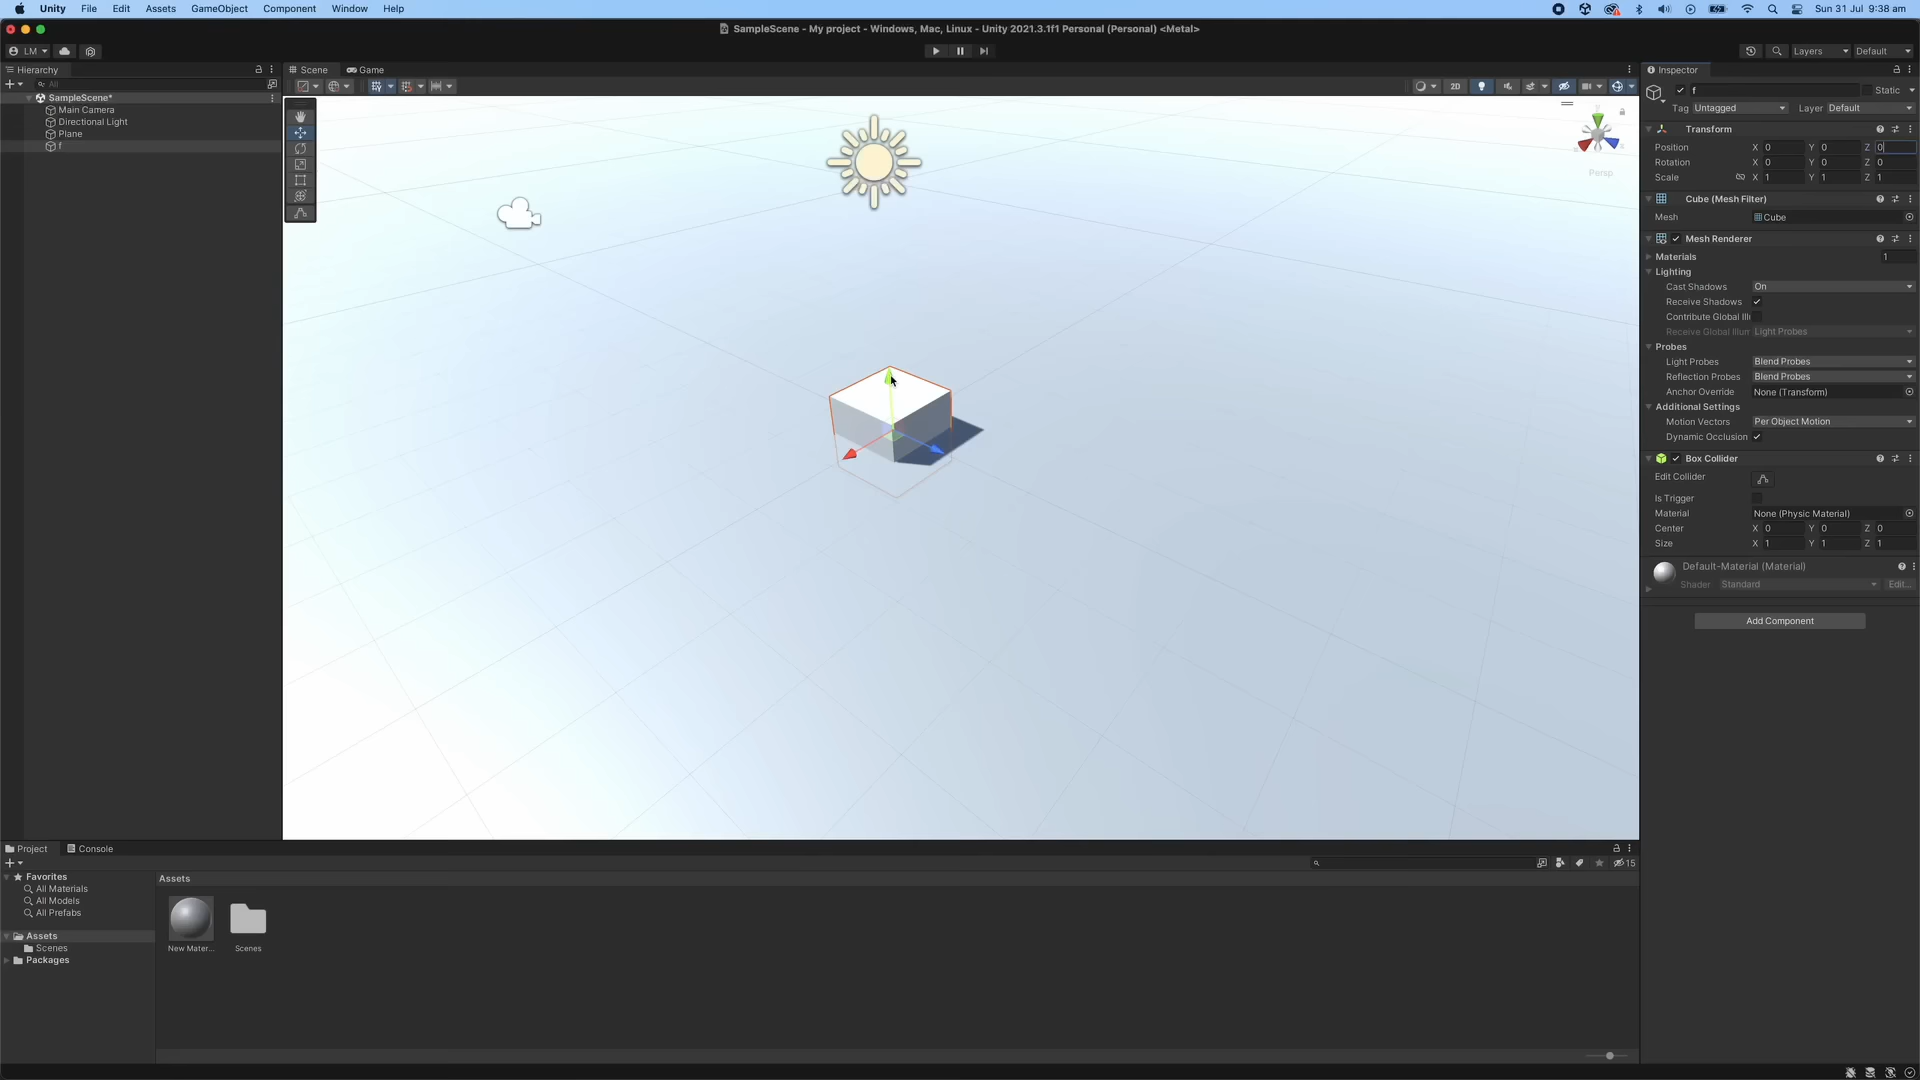 Unity File Edit Assets GameObject Component Window Help Sun 31 Jul 9:38 am
SampleScene - My project - Windows, Mac, Linux - Unity 2021.3.1f1 Personal (Personal) <Metal>
LM Layers Default
Hierarchy Scene Game Inspector
All 2D
f Static
SampleScene*
Main Camera Tag Untagged Layer Default
Directional Light
Plane Transform
f Position X 0 Y 0 Z 0
Rotation X 0 Y 0 Z 0
Persp
Scale X 1 Y 1 Z 1
Cube (Mesh Filter)
Mesh Cube
Mesh Renderer
Materials 1
Lighting
Cast Shadows On
Receive Shadows
Contribute Global Illu
Receive Global Illum Light Probes
Probes
Light Probes Blend Probes
Reflection Probes Blend Probes
Anchor Override None (Transform)
Additional Settings
Motion Vectors Per Object Motion
Dynamic Occlusion
Box Collider
Edit Collider
Is Trigger
Material None (Physic Material)
Center X 0 Y 0 Z 0
Size X 1 Y 1 Z 1
Default-Material (Material)
Shader Standard Edit...
Add Component
Project Console
15
Favorites Assets
All Materials
All Models
All Prefabs
Assets
Scenes New Mater... Scenes
Packages